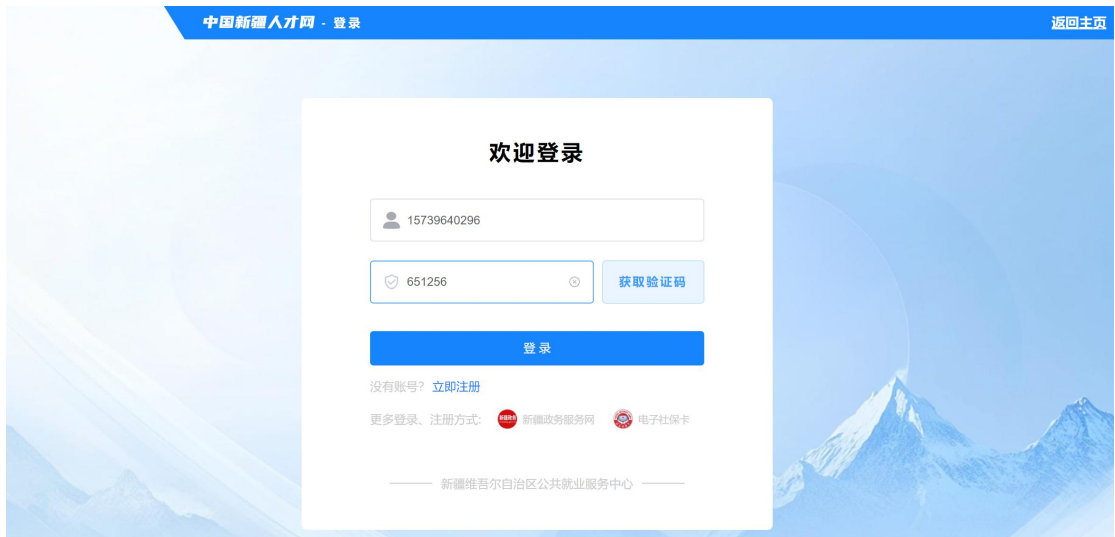 中国新疆人才网 - 登录
返回主页
欢迎登录
15739640296
651256
获取验证码
登录
没有账号? 立即注册
更多登录、注册方式: 新疆政务服务网 电子社保卡
新疆维吾尔自治区公共就业服务中心